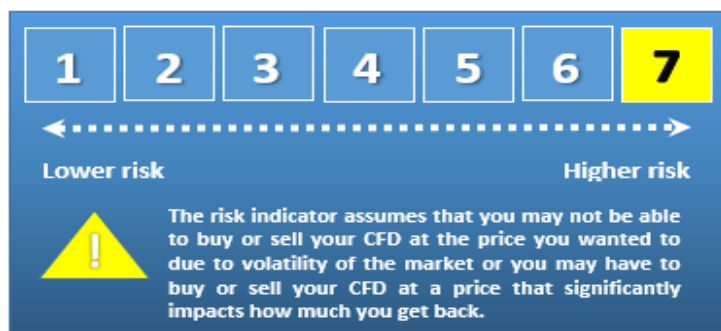 1 2 3 4 5 6 7
Lower risk Higher risk
!
The risk indicator assumes that you may not be able
to buy or sell your CFD at the price you wanted to
due to volatility of the market or you may have to
buy or sell your CFD at a price that significantly
impacts how much you get back.